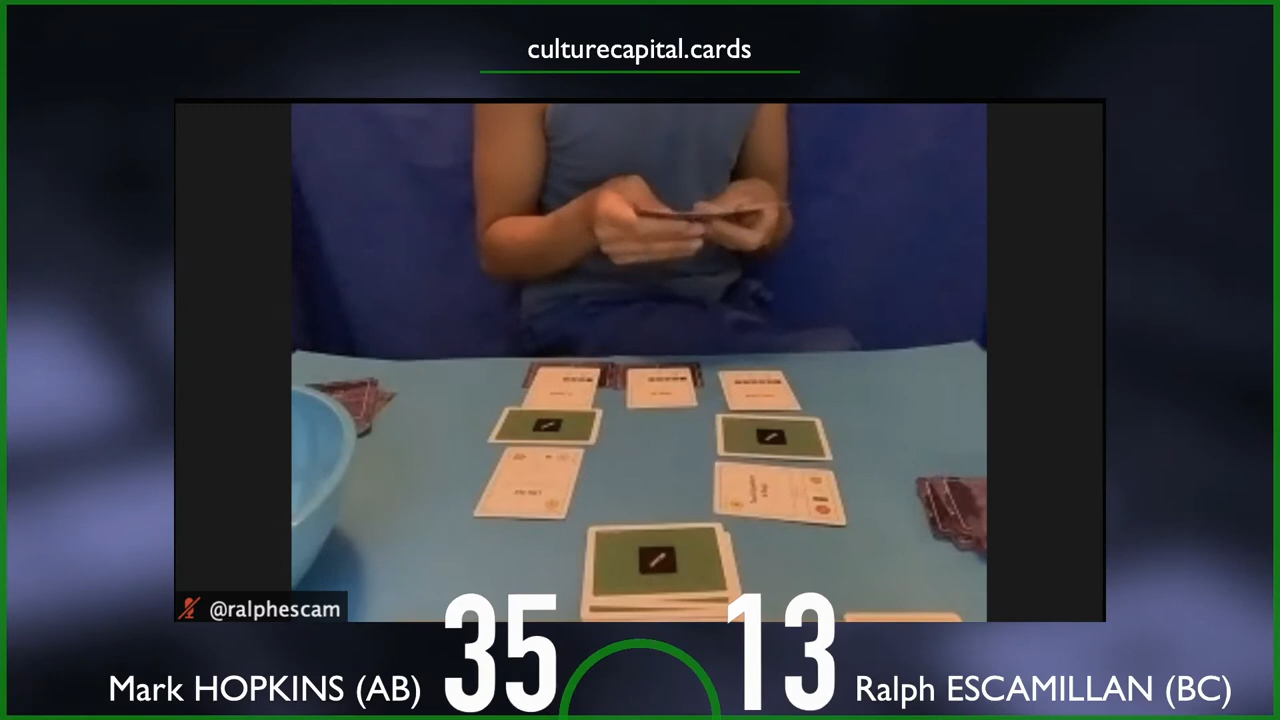 culturecapital.cards
@ralphescam
35
13
Mark HOPKINS (AB)
Ralph ESCAMILLAN (BC)